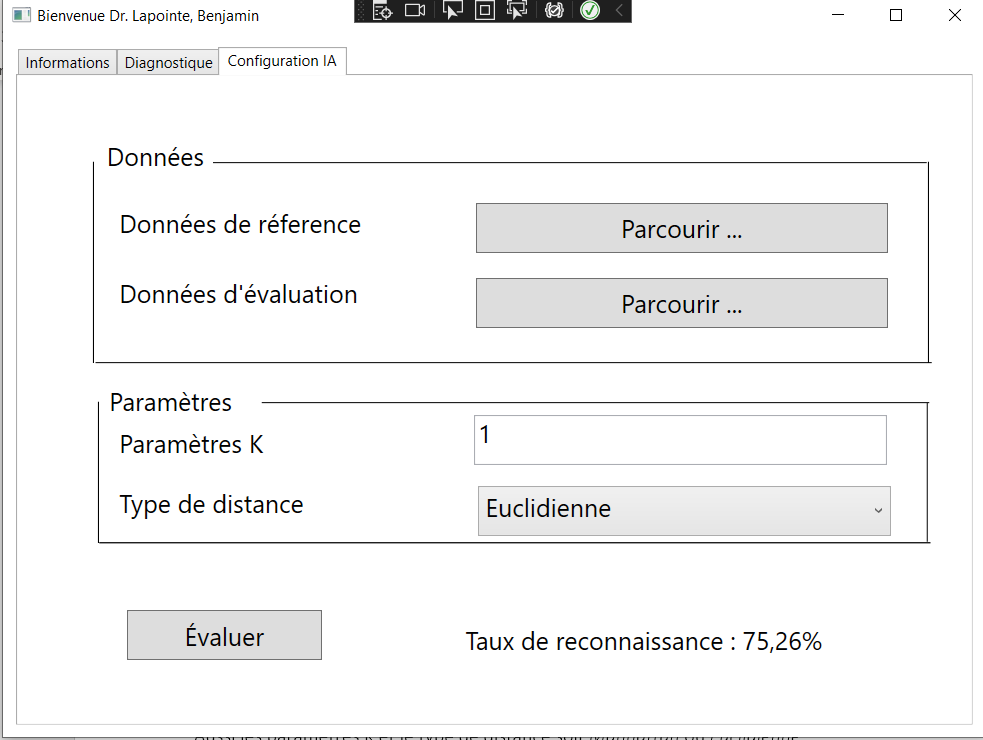 Bienvenue Dr. Lapointe, Benjamin
Informations
Diagnostique
Configuration IA
Données
Données de réference
Parcourir ...
Données d'évaluation
Parcourir ...
Paramètres
Paramètres K
1
Type de distance
Euclidienne
Évaluer
Taux de reconnaissance : 75,26%